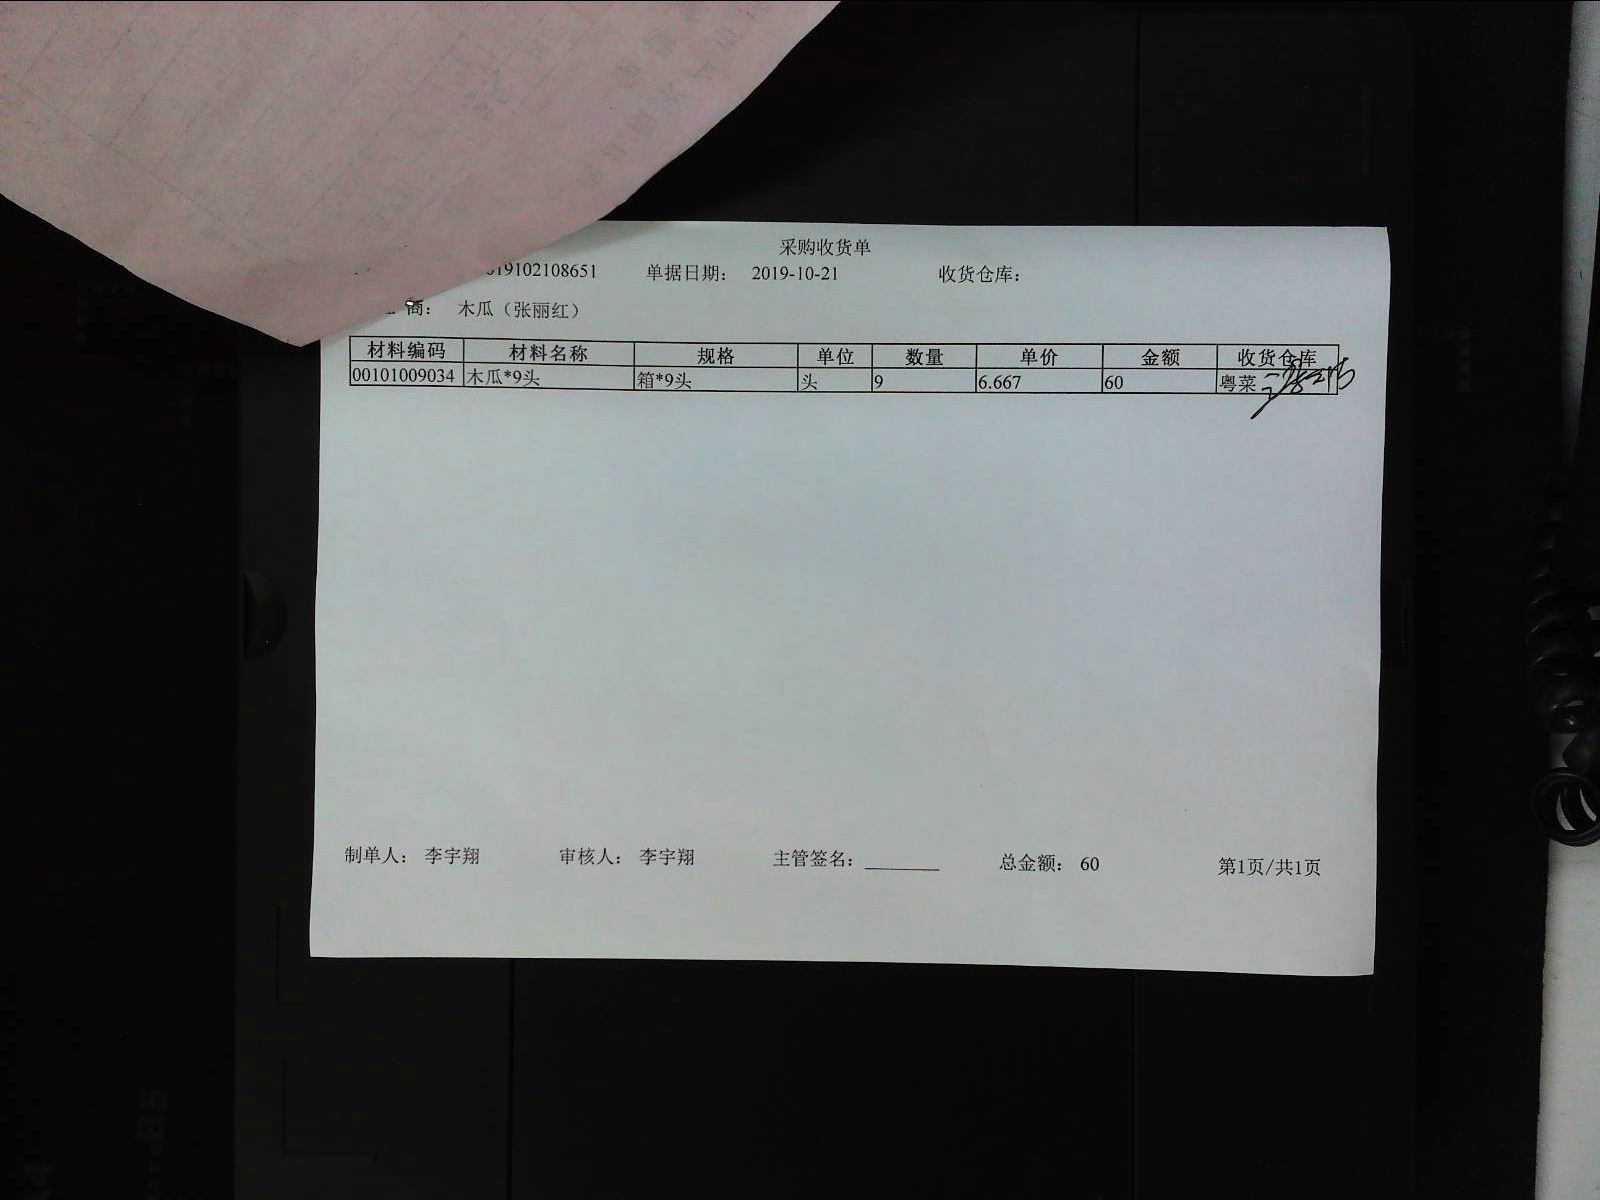 采购收货单
019102108651 单据日期： 2019-10-21 收货仓库：
商： 木瓜（张丽红）
材料编码 材料名称 规格 单位 数量 单价 金额 收货仓库
00101009034 木瓜*9头 箱*9头 头 9 6.667 60 粤菜
制单人： 李宇翔 审核人： 李宇翔 主管签名： 总金额： 60 第1页/共1页